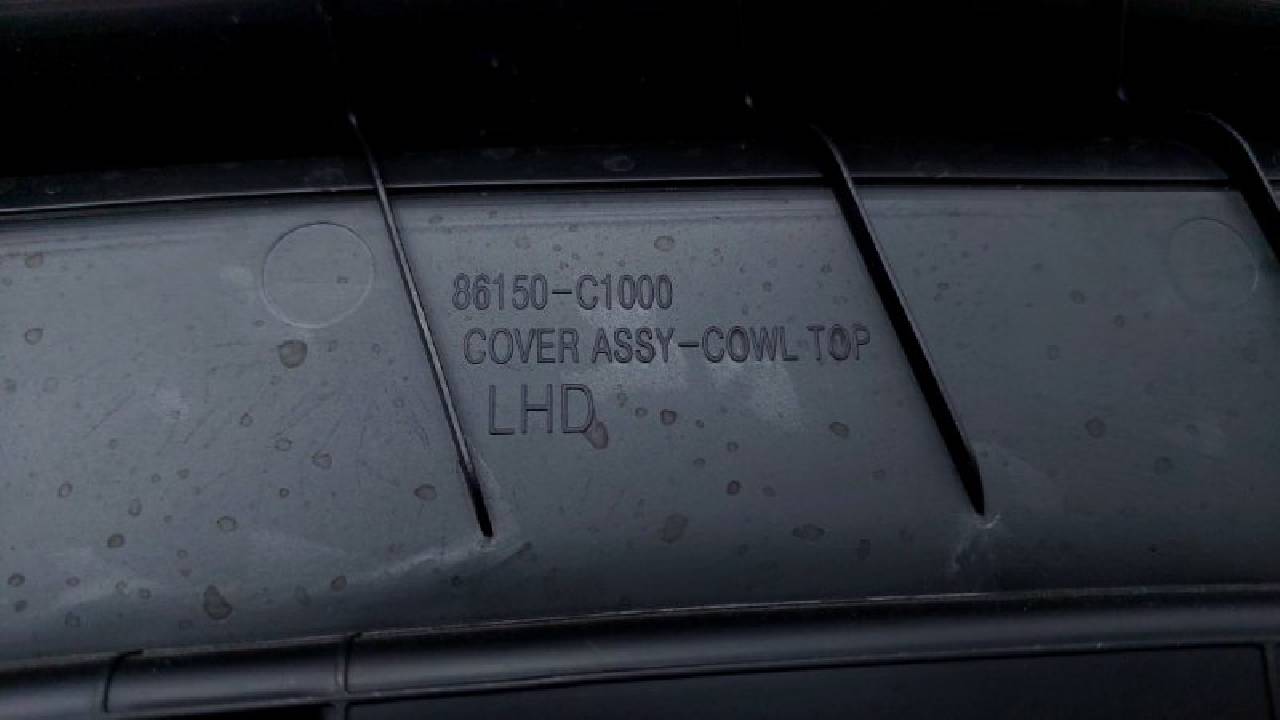 86150-C1000
COVER ASSY-COWL TOP
LHD